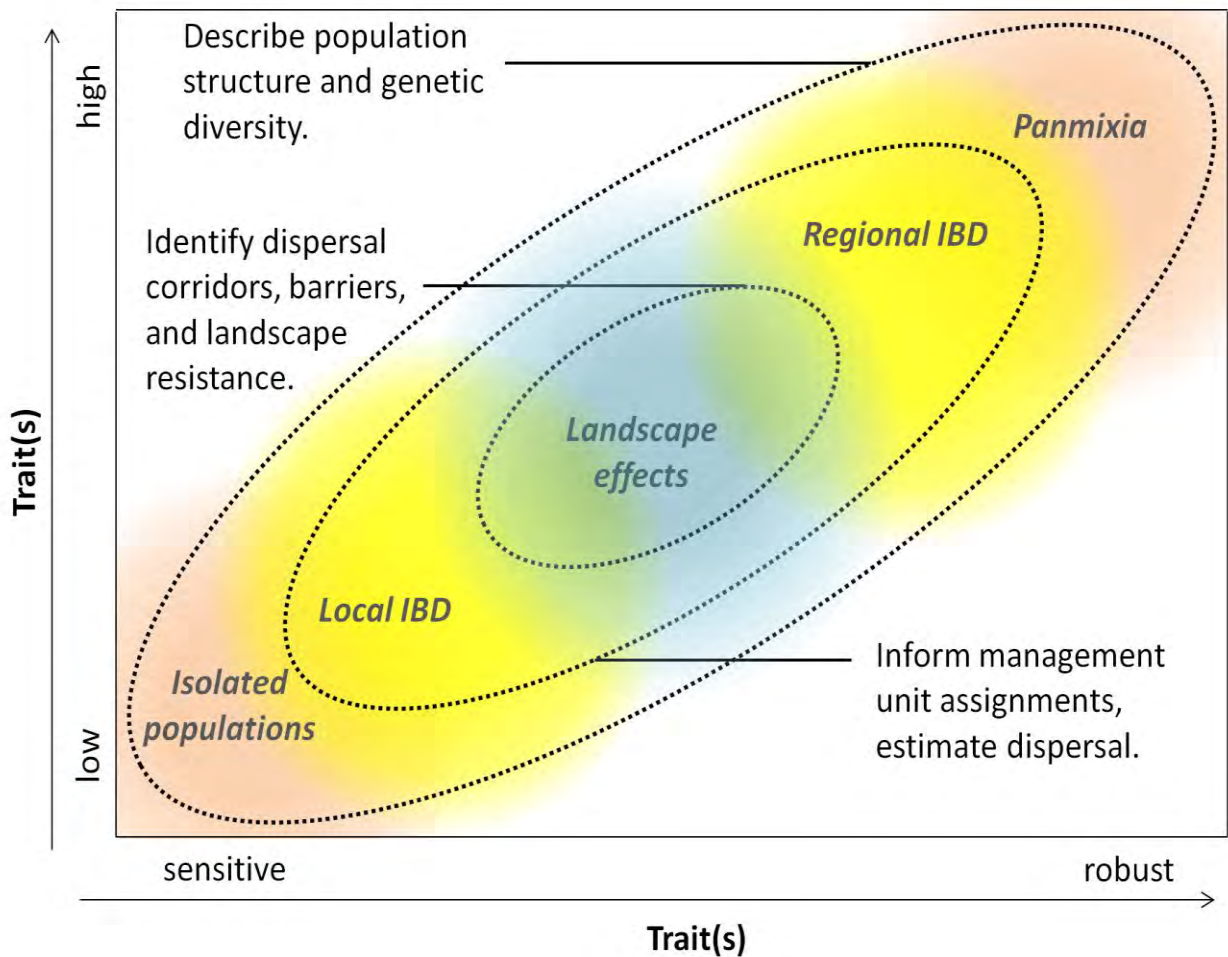 Describe population
structure and genetic
diversity.
high
Panmixia
Regional IBD
Identify dispersal
corridors, barriers,
and landscape
resistance.
Trait(s)
Landscape
effects
Local IBD
Isolated
populations
Inform management
unit assignments,
estimate dispersal.
low
sensitive
robust
Trait(s)